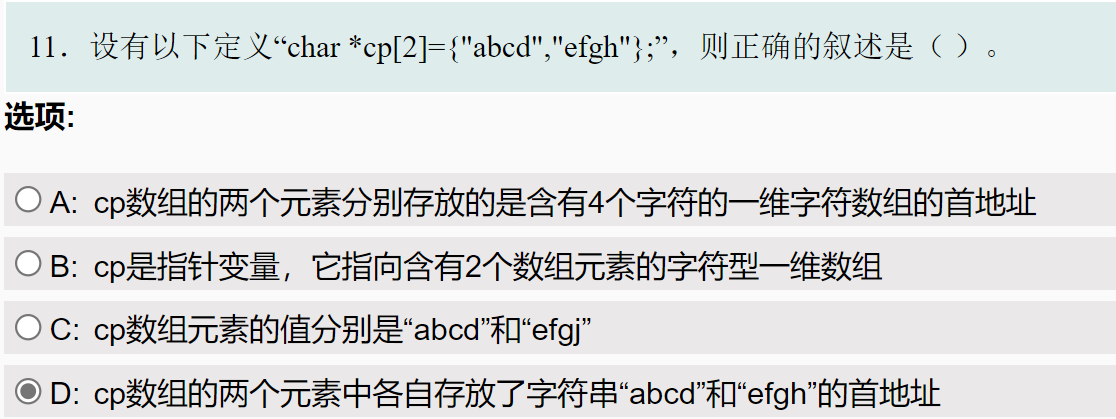 11．设有以下定义“char *cp[2]={"abcd","efgh"};”，则正确的叙述是（ ）。
选项:
A: cp数组的两个元素分别存放的是含有4个字符的一维字符数组的首地址
B: cp是指针变量，它指向含有2个数组元素的字符型一维数组
C: cp数组元素的值分别是“abcd”和“efgj”
D: cp数组的两个元素中各自存放了字符串“abcd”和“efgh”的首地址